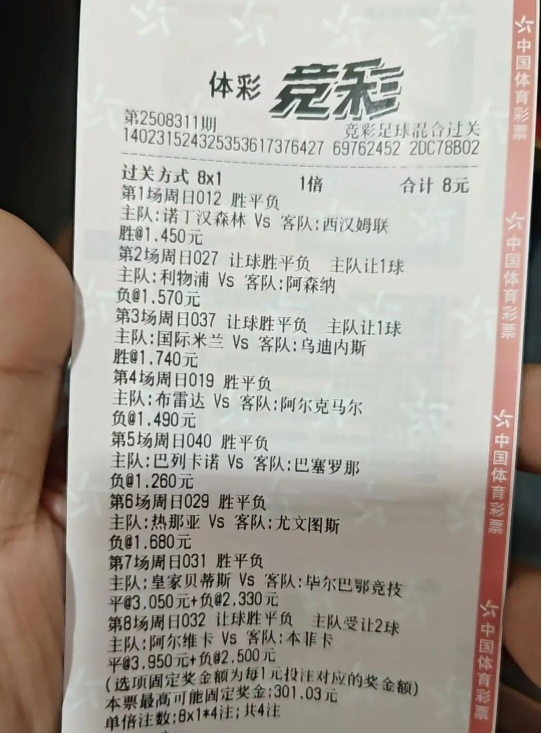 体彩 竞彩
第2508311期 竞彩足球混合过关
140231524325353617376427 69762452 2DC78B02
过关方式 8x1 1倍 合计 8元
第1场周日012 胜平负
主队:诺丁汉森林 Vs 客队:西汉姆联
胜@1.450元
第2场周日027 让球胜平负 主队让1球
主队:利物浦 Vs 客队:阿森纳
负@1.570元
第3场周日037 让球胜平负 主队让1球
主队:国际米兰 Vs 客队:乌迪内斯
胜@1.740元
第4场周日019 胜平负
主队:布雷达 Vs 客队:阿尔克马尔
负@1.490元
第5场周日040 胜平负
主队:巴列卡诺 Vs 客队:巴塞罗那
负@1.260元
第6场周日029 胜平负
主队:热那亚 Vs 客队:尤文图斯
负@1.680元
第7场周日031 胜平负
主队:皇家贝蒂斯 Vs 客队:毕尔巴鄂竞技
平@3.050元+负@2.330元
第8场周日032 让球胜平负 主队受让2球
主队:阿尔维卡 Vs 客队:本菲卡
平@3.950元+负@2.500元
(选项固定奖金额为每1元投注对应的奖金额)
本票最高可能固定奖金:301.03元
单倍注数:8x1*4注;共4注
中国体育彩票
中国体育彩票
中国体育彩票
中国体育彩票